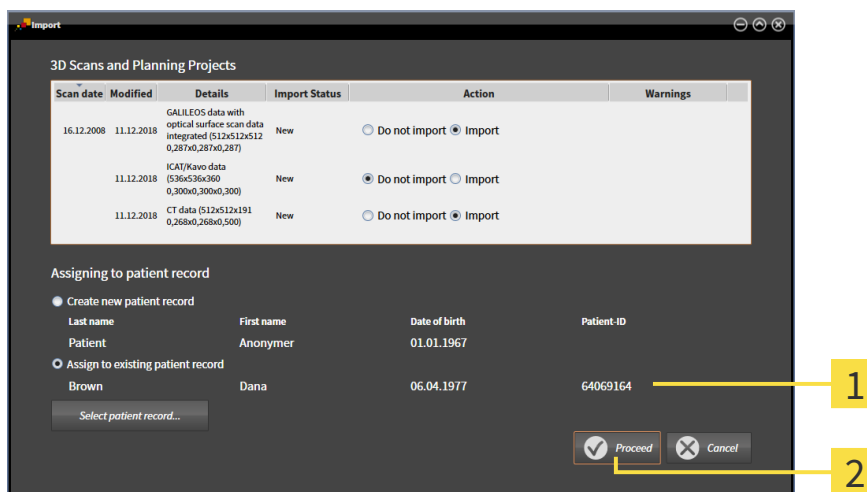 Import
3D Scans and Planning Projects
Scan date Modified Details Import Status Action Warnings
16.12.2008 11.12.2018 GALILEOS data with
optical surface scan data
integrated (512x512x512
0,287x0,287x0,287) New Do not import Import
11.12.2018 ICAT/Kavo data
(536x536x360
0,300x0,300x0,300) New Do not import Import
11.12.2018 CT data (512x512x191
0,268x0,268x0,500) New Do not import Import
Assigning to patient record
Create new patient record
Last name First name Date of birth Patient-ID
Patient Anonymer 01.01.1967
Assign to existing patient record
Brown Dana 06.04.1977 64069164
1
Select patient record...
Proceed Cancel
2